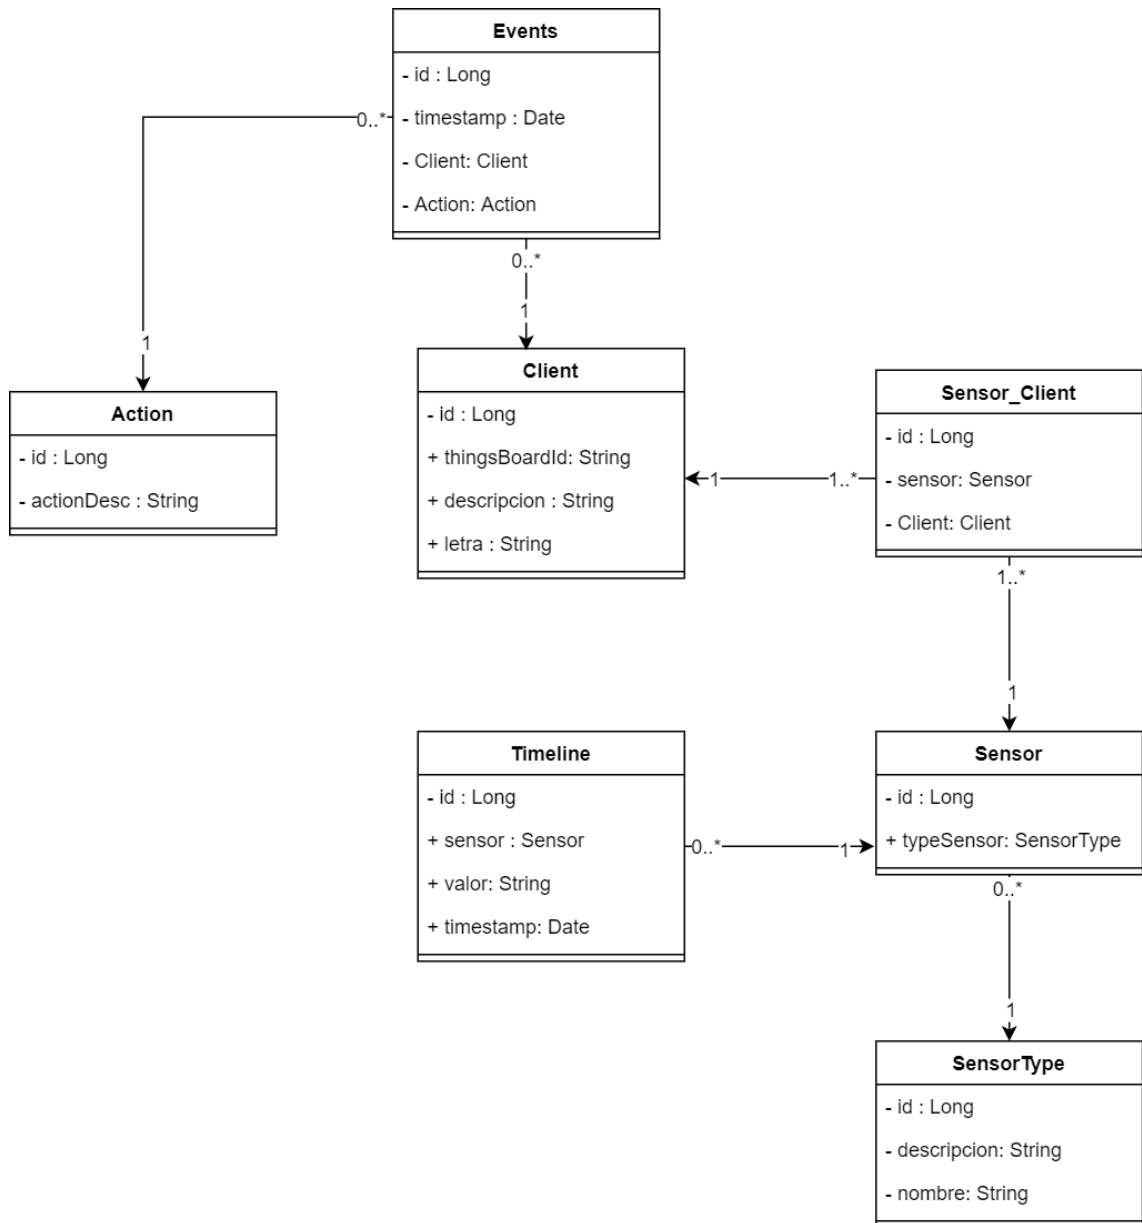 Events
- id : Long
- timestamp : Date
- Client: Client
- Action: Action
0..*
1
0..*
1
Action
- id : Long
- actionDesc : String
Client
- id : Long
+ thingsBoardId: String
+ descripcion : String
+ letra : String
1
1..*
Sensor_Client
- id : Long
- sensor: Sensor
- Client: Client
1..*
1
Timeline
- id : Long
+ sensor : Sensor
+ valor: String
+ timestamp: Date
0..*
1
Sensor
- id : Long
+ typeSensor: SensorType
0..*
1
SensorType
- id : Long
- descripcion: String
- nombre: String